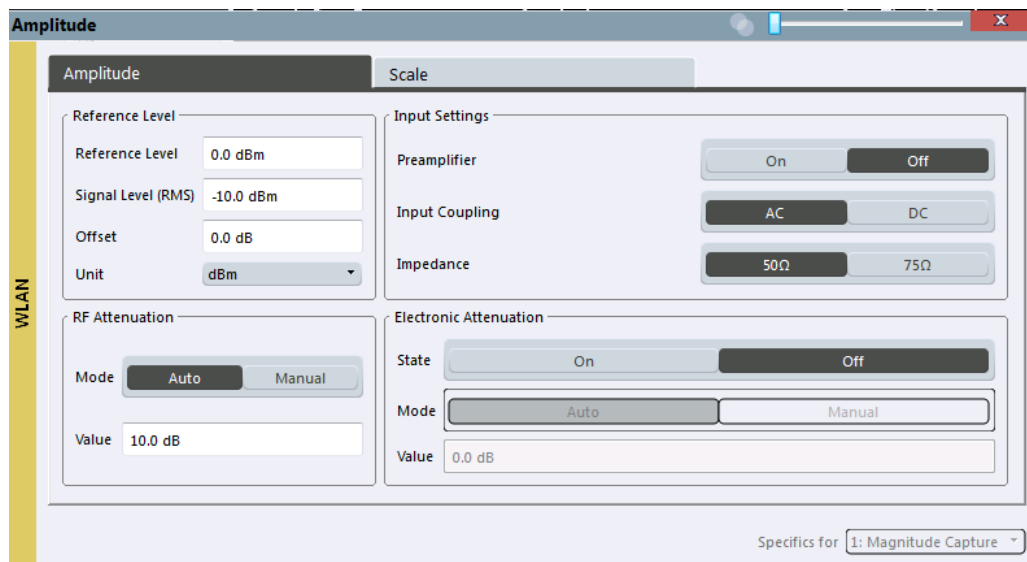 Amplitude
x
WLAN
Amplitude
Scale
Reference Level
Reference Level 0.0 dBm
Signal Level (RMS) -10.0 dBm
Offset 0.0 dB
Unit dBm
Input Settings
Preamplifier On Off
Input Coupling AC DC
Impedance 50Ω 75Ω
RF Attenuation
Mode Auto Manual
Value 10.0 dB
Electronic Attenuation
State On Off
Mode Auto Manual
Value 0.0 dB
Specifics for 1: Magnitude Capture